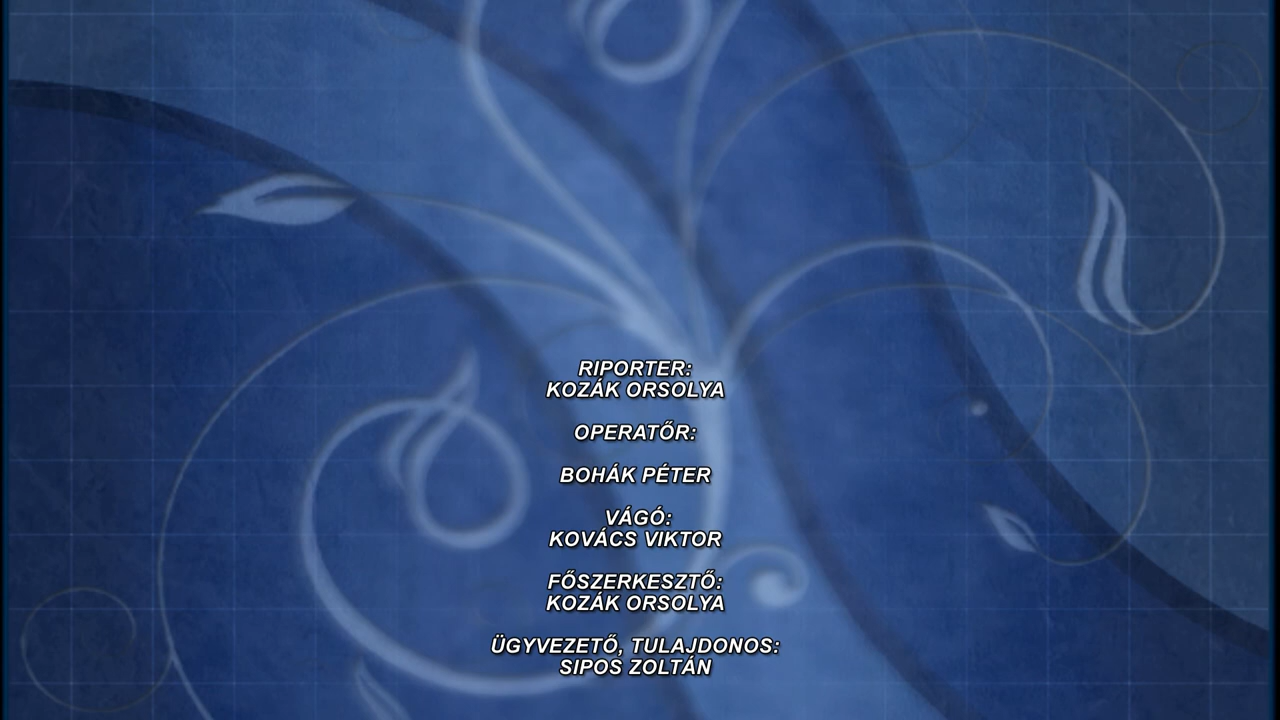 RIPORTER:
KOZÁK ORSOLYA
OPERATŐR:
BOHÁK PÉTER
VÁGÓ:
KOVÁCS VIKTOR
FŐSZERKESZTŐ:
KOZÁK ORSOLYA
ÜGYVEZETŐ, TULAJDONOS:
SIPOS ZOLTÁN